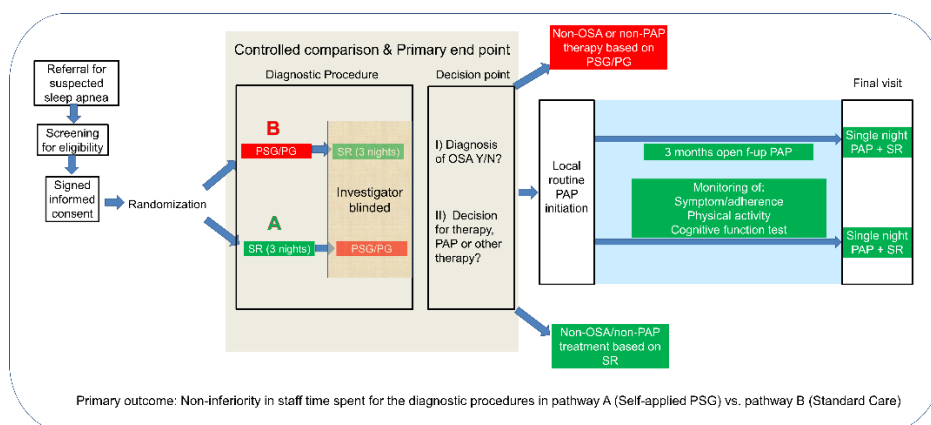 Referral for
suspected
sleep apnea
Screening
for eligibility
Signed
informed
consent
Randomization
Controlled comparison & Primary end point
Diagnostic Procedure
B
PSG/PG
SR (3 nights)
Investigator
blinded
A
SR (3 nights)
PSG/PG
Decision point
I) Diagnosis
of OSA Y/N?
II) Decision
for therapy,
PAP or other
therapy?
Non-OSA or non-PAP
therapy based on
PSG/PG
Non-OSA/non-PAP
treatment based on
SR
Local
routine
PAP
initiation
3 months open f-up PAP
Monitoring of:
Symptom/adherence
Physical activity
Cognitive function test
Final visit
Single night
PAP + SR
Single night
PAP + SR
Primary outcome: Non-inferiority in staff time spent for the diagnostic procedures in pathway A (Self-applied PSG) vs. pathway B (Standard Care)